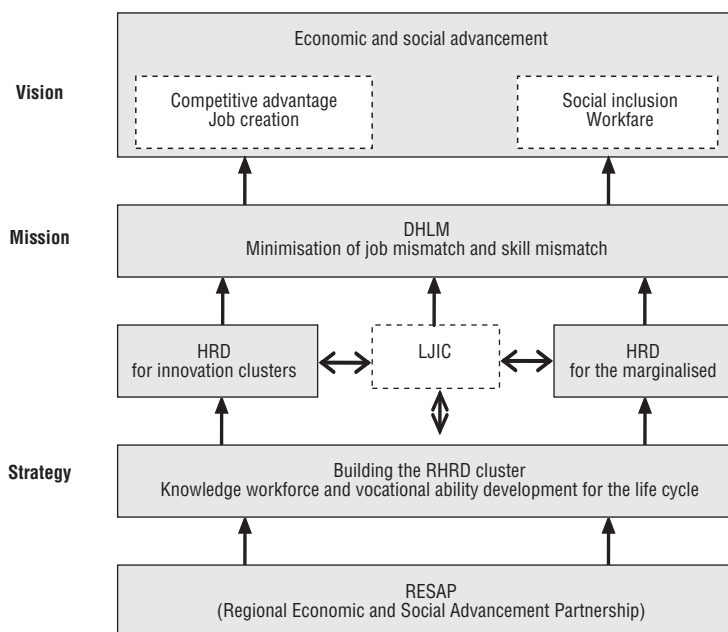 Economic and social advancement
Vision
Competitive advantage
Job creation
Social inclusion
Workfare
Mission
DHLM
Minimisation of job mismatch and skill mismatch
HRD
for innovation clusters
LJIC
HRD
for the marginalised
Strategy
Building the RHRD cluster
Knowledge workforce and vocational ability development for the life cycle
RESAP
(Regional Economic and Social Advancement Partnership)